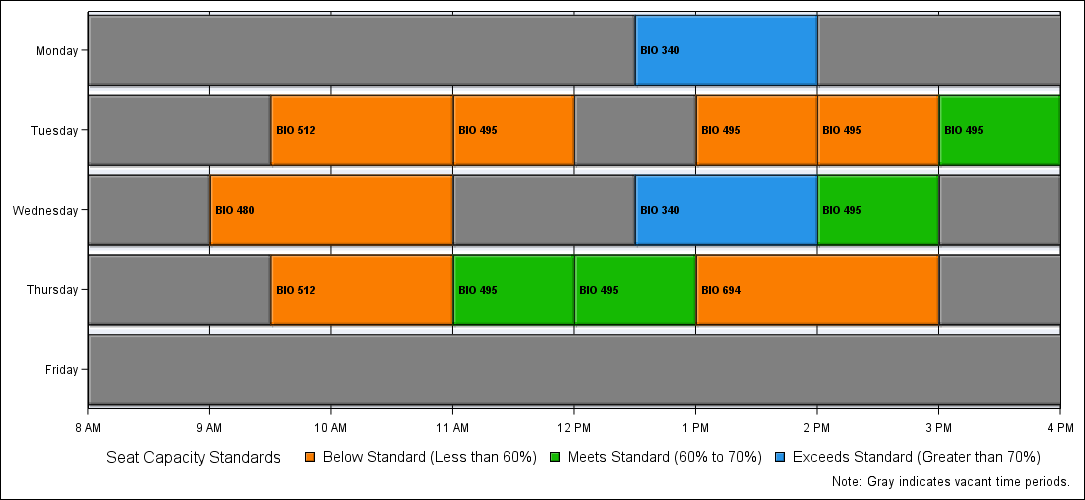 Monday
BIO 340
Tuesday
BIO 512 BIO 495 BIO 495 BIO 495 BIO 495
Wednesday
BIO 480 BIO 340 BIO 495
Thursday
BIO 512 BIO 495 BIO 495 BIO 694
Friday
8 AM 9 AM 10 AM 11 AM 12 PM 1 PM 2 PM 3 PM 4 PM
Seat Capacity Standards Below Standard (Less than 60%) Meets Standard (60% to 70%) Exceeds Standard (Greater than 70%)
Note: Gray indicates vacant time periods.